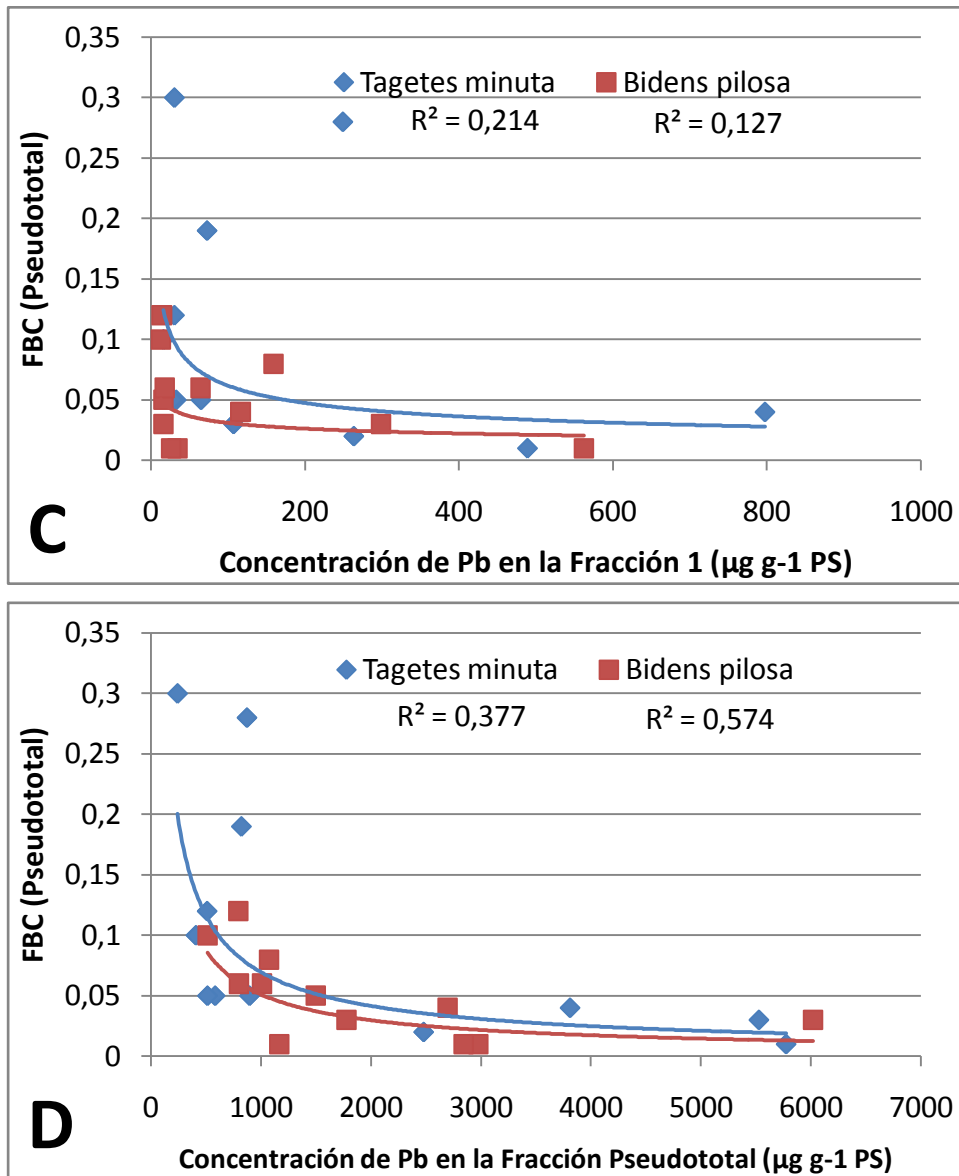 0,35
Tagetes minuta Bidens pilosa
0,3
R² = 0,214 R² = 0,127
0,25
0,2
0,15
0,1
0,05
0
FBC (Pseudototal)
0 200 400 600 800 1000
C
Concentración de Pb en la Fracción 1 (µg g-1 PS)
0,35
Tagetes minuta Bidens pilosa
0,3
R² = 0,377 R² = 0,574
0,25
0,2
0,15
0,1
0,05
0
FBC (Pseudototal)
0 1000 2000 3000 4000 5000 6000 7000
D
Concentración de Pb en la Fracción Pseudototal (µg g-1 PS)